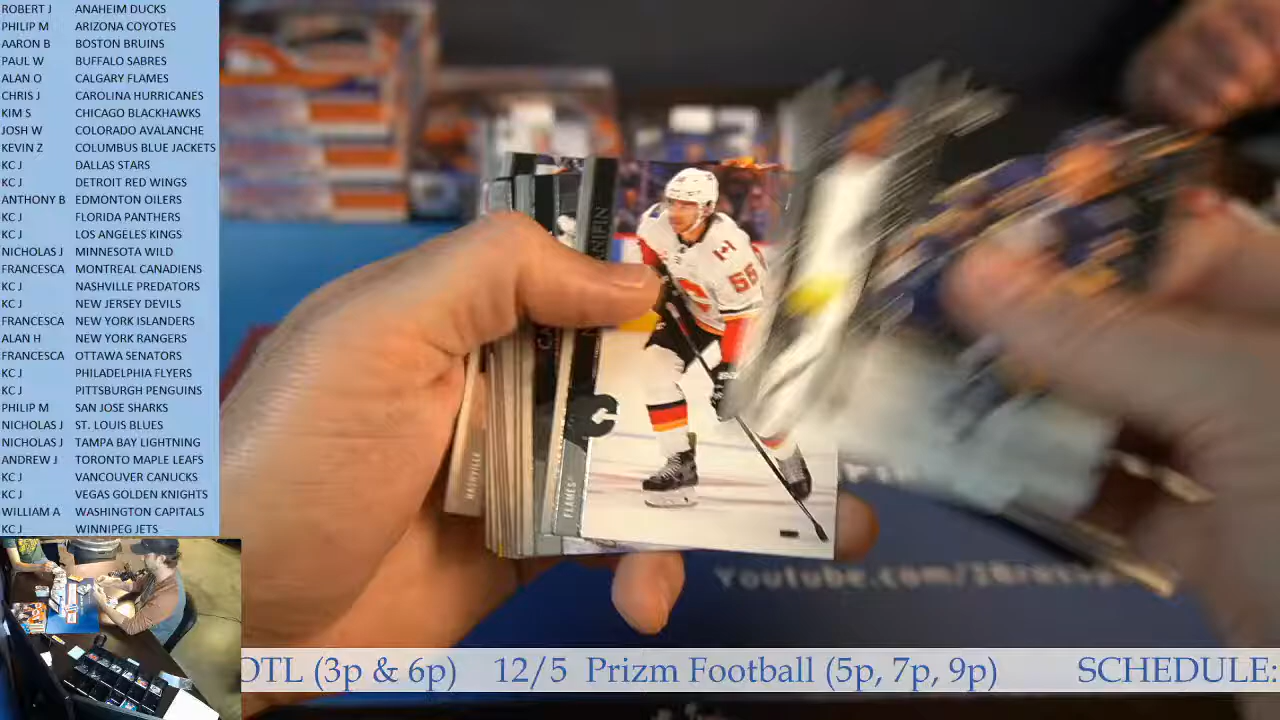 ROBERT J ANAHEIM DUCKS
PHILIP M ARIZONA COYOTES
AARON B BOSTON BRUINS
PAUL W BUFFALO SABRES
ALAN O CALGARY FLAMES
CHRIS J CAROLINA HURRICANES
KIM S CHICAGO BLACKHAWKS
JOSH W COLORADO AVALANCHE
KEVIN Z COLUMBUS BLUE JACKETS
KC J DALLAS STARS
KC J DETROIT RED WINGS
ANTHONY B EDMONTON OILERS
KC J FLORIDA PANTHERS
KC J LOS ANGELES KINGS
NICHOLAS J MINNESOTA WILD
FRANCESCA MONTREAL CANADIENS
KC J NASHVILLE PREDATORS
KC J NEW JERSEY DEVILS
FRANCESCA NEW YORK ISLANDERS
ALAN H NEW YORK RANGERS
FRANCESCA OTTAWA SENATORS
KC J PHILADELPHIA FLYERS
KC J PITTSBURGH PENGUINS
PHILIP M SAN JOSE SHARKS
NICHOLAS J ST. LOUIS BLUES
NICHOLAS J TAMPA BAY LIGHTNING
ANDREW J TORONTO MAPLE LEAFS
KC J VANCOUVER CANUCKS
KC J VEGAS GOLDEN KNIGHTS
WILLIAM A WASHINGTON CAPITALS
KC J WINNIPEG JETS
NIFIN
55
C
FLAMES
NASHVILLE
Youtube.com/
OTL (3p & 6p) 12/5 Prizm Football (5p, 7p, 9p) SCHEDULE: